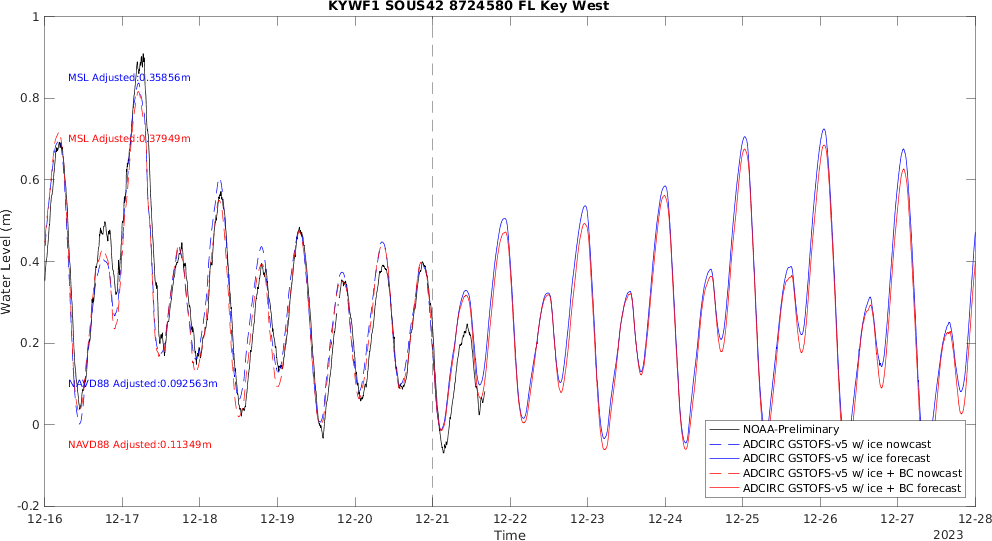 KYWF1 SOUS42 8724580 FL Key West
1
0.8
0.6
0.4
0.2
0
-0.2
Water Level (m)
MSL Adjusted:0.35856m
MSL Adjusted:0.37949m
NAVD88 Adjusted:0.092563m
NAVD88 Adjusted:0.11349m
NOAA-Preliminary
ADCIRC GSTOFS-v5 w/ ice nowcast
ADCIRC GSTOFS-v5 w/ ice forecast
ADCIRC GSTOFS-v5 w/ ice + BC nowcast
ADCIRC GSTOFS-v5 w/ ice + BC forecast
12-16 12-17 12-18 12-19 12-20 12-21 12-22 12-23 12-24 12-25 12-26 12-27 12-28
Time
2023